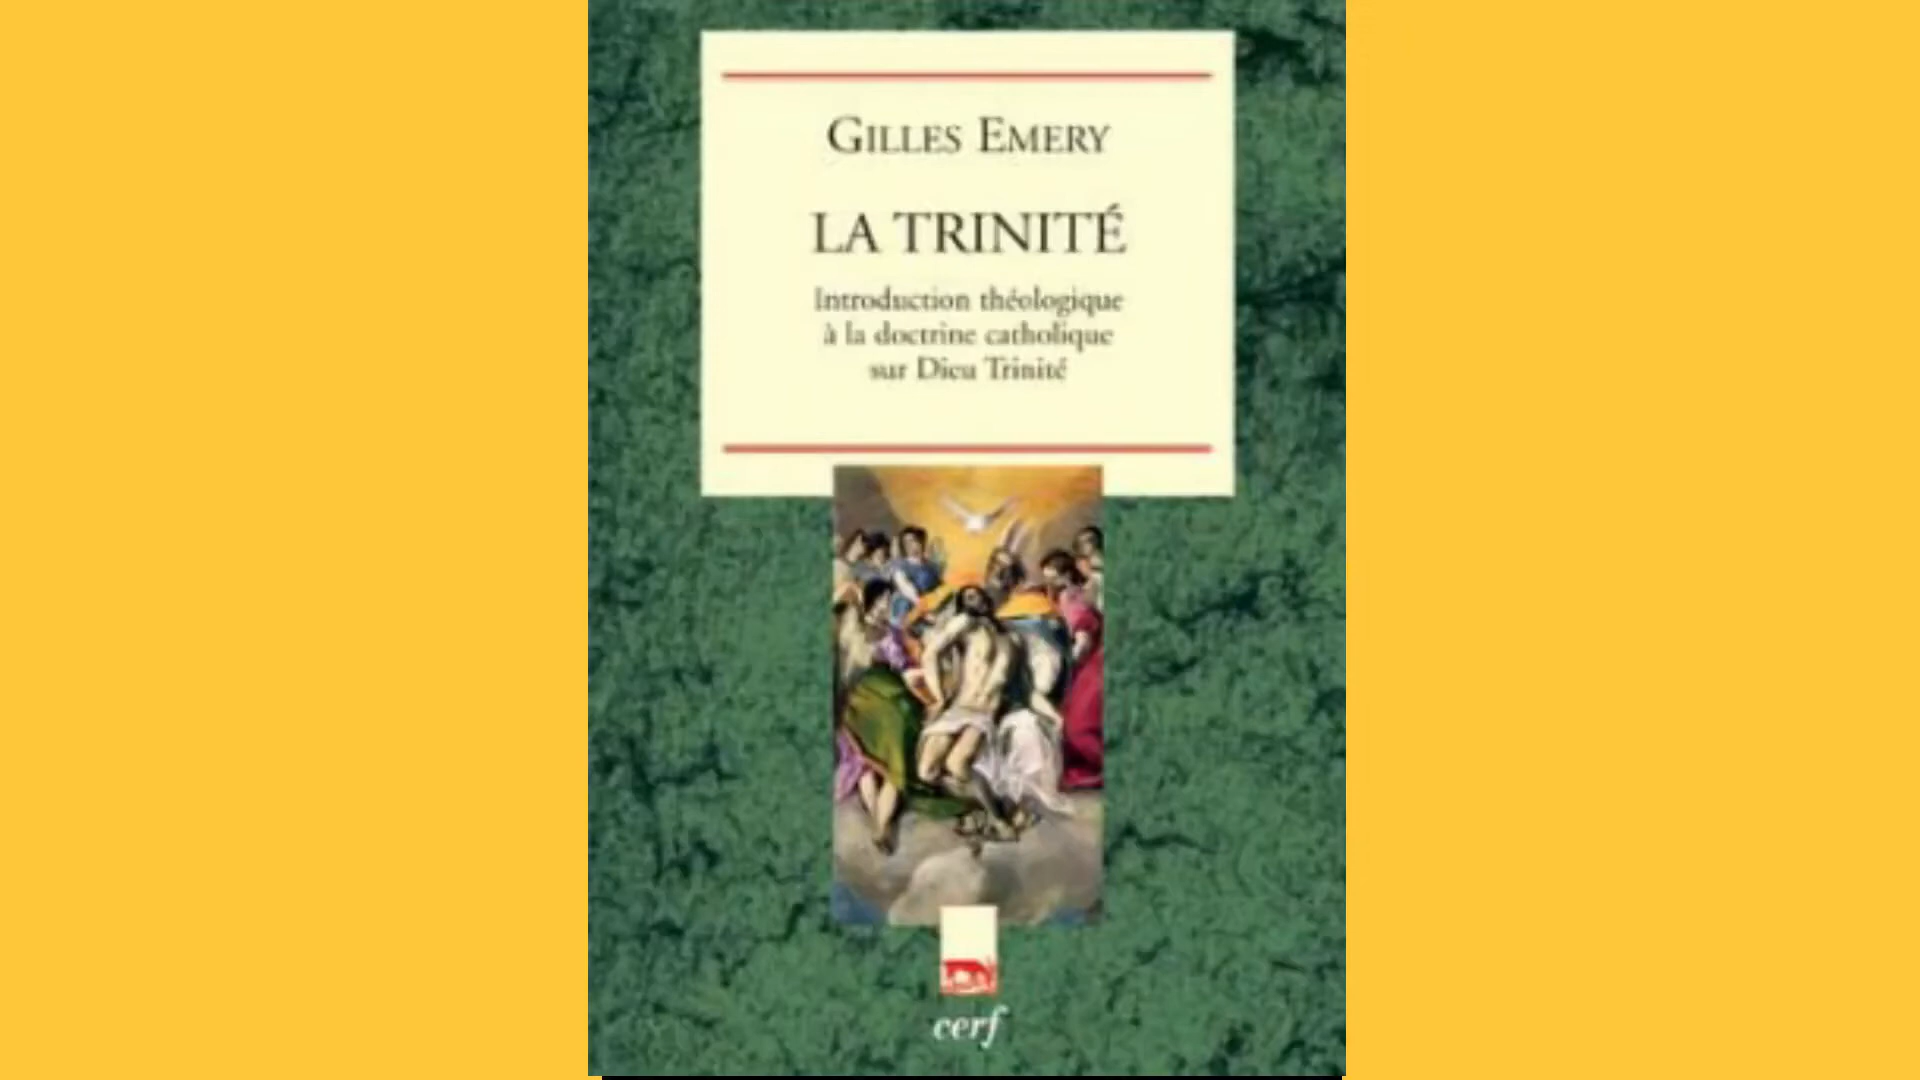 GILLES EMERY
LA TRINITÉ
Introduction théologique
à la doctrine catholique
sur Dieu Trinité
cerf